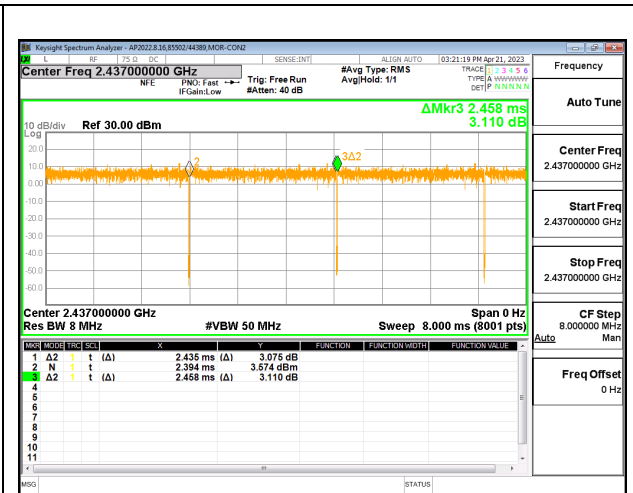 Keysight Spectrum Analyzer - AP2022.8.16,85502/44389,MOR-CON2
L RF 75 Ω DC SENSE:INT ALIGN AUTO 03:21:19 PM Apr 21, 2023
Center Freq 2.437000000 GHz
NFE
PNO: Fast
IFGain:Low
Trig: Free Run
#Atten: 40 dB
#Avg Type: RMS
Avg|Hold: 1/1
TRACE 1 2 3 4 5 6
TYPE A WWWWW
DET P N N N N N
Frequency
ΔMkr3 2.458 ms
3.110 dB
10 dB/div Ref 30.00 dBm
Log
20.0
10.0
0.00
-10.0
-20.0
-30.0
-40.0
-50.0
-60.0
2
3Δ2
Center 2.437000000 GHz Span 0 Hz
Res BW 8 MHz #VBW 50 MHz Sweep 8.000 ms (8001 pts)
MKR MODE TRC SCL X Y FUNCTION FUNCTION WIDTH FUNCTION VALUE
1 Δ2 1 t (Δ) 2.435 ms (Δ) 3.075 dB
2 N 1 t 2.394 ms 3.574 dBm
3 Δ2 1 t (Δ) 2.458 ms (Δ) 3.110 dB
4
5
6
7
8
9
10
11
MSG STATUS
Auto Tune
Center Freq
2.437000000 GHz
Start Freq
2.437000000 GHz
Stop Freq
2.437000000 GHz
CF Step
8.000000 MHz
Auto Man
Freq Offset
0 Hz